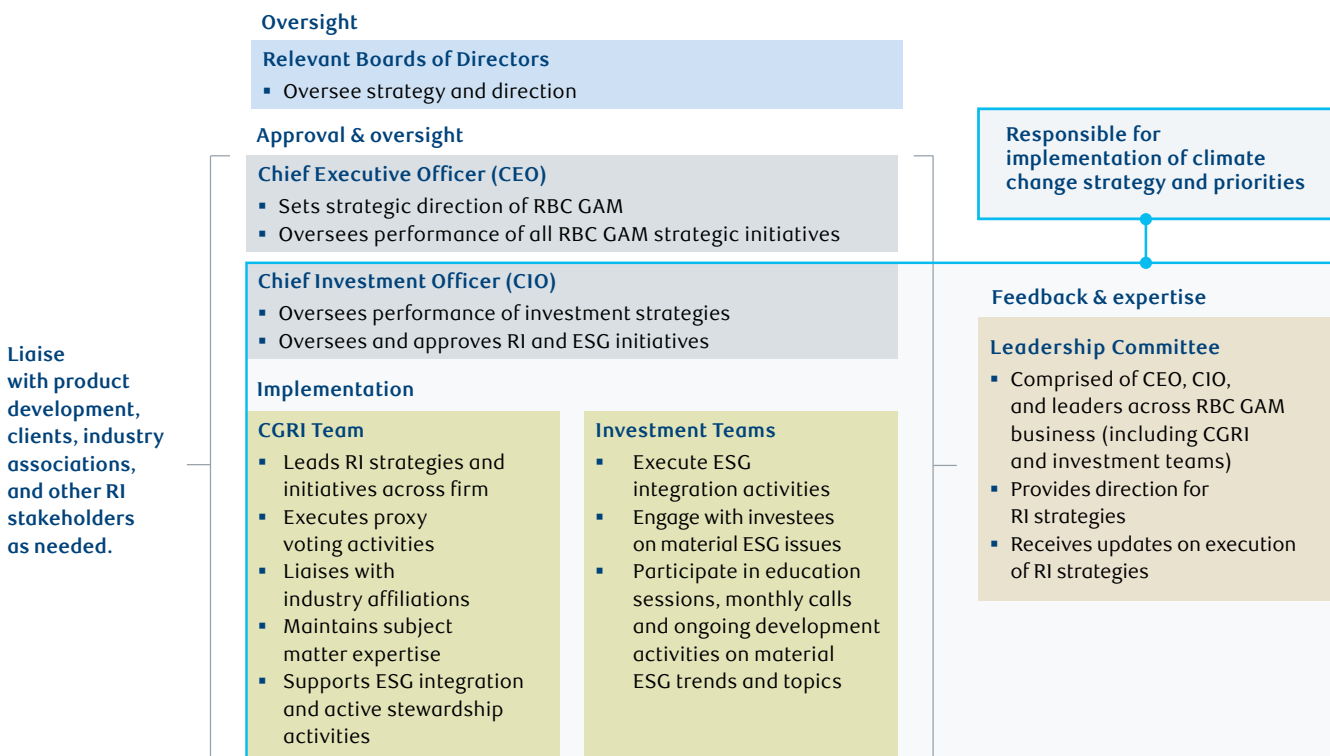 Oversight
Relevant Boards of Directors
▪ Oversee strategy and direction
Approval & oversight
Chief Executive Officer (CEO)
▪ Sets strategic direction of RBC GAM
▪ Oversees performance of all RBC GAM strategic initiatives
Chief Investment Officer (CIO)
▪ Oversees performance of investment strategies
▪ Oversees and approves RI and ESG initiatives
Liaise
with product
development,
clients, industry
associations,
and other RI
stakeholders
as needed.
Implementation
CGRI Team
▪ Leads RI strategies and
initiatives across firm
▪ Executes proxy
voting activities
▪ Liaises with
industry affiliations
▪ Maintains subject
matter expertise
▪ Supports ESG integration
and active stewardship
activities
Investment Teams
▪ Execute ESG
integration activities
▪ Engage with investees
on material ESG issues
▪ Participate in education
sessions, monthly calls
and ongoing development
activities on material
ESG trends and topics
Responsible for
implementation of climate
change strategy and priorities
Feedback & expertise
Leadership Committee
▪ Comprised of CEO, CIO,
and leaders across RBC GAM
business (including CGRI
and investment teams)
▪ Provides direction for
RI strategies
▪ Receives updates on execution
of RI strategies